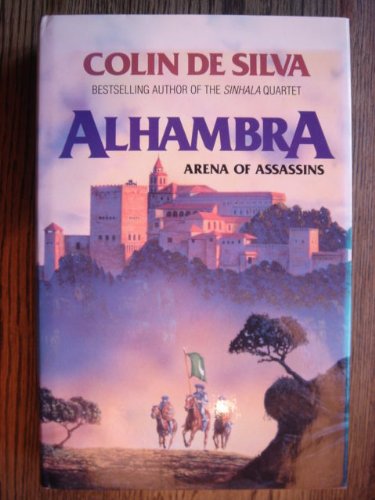 COLIN DE SILVA
BESTSELLING AUTHOR OF THE SINHALA QUARTET
ALHAMBRA
ARENA OF ASSASSINS